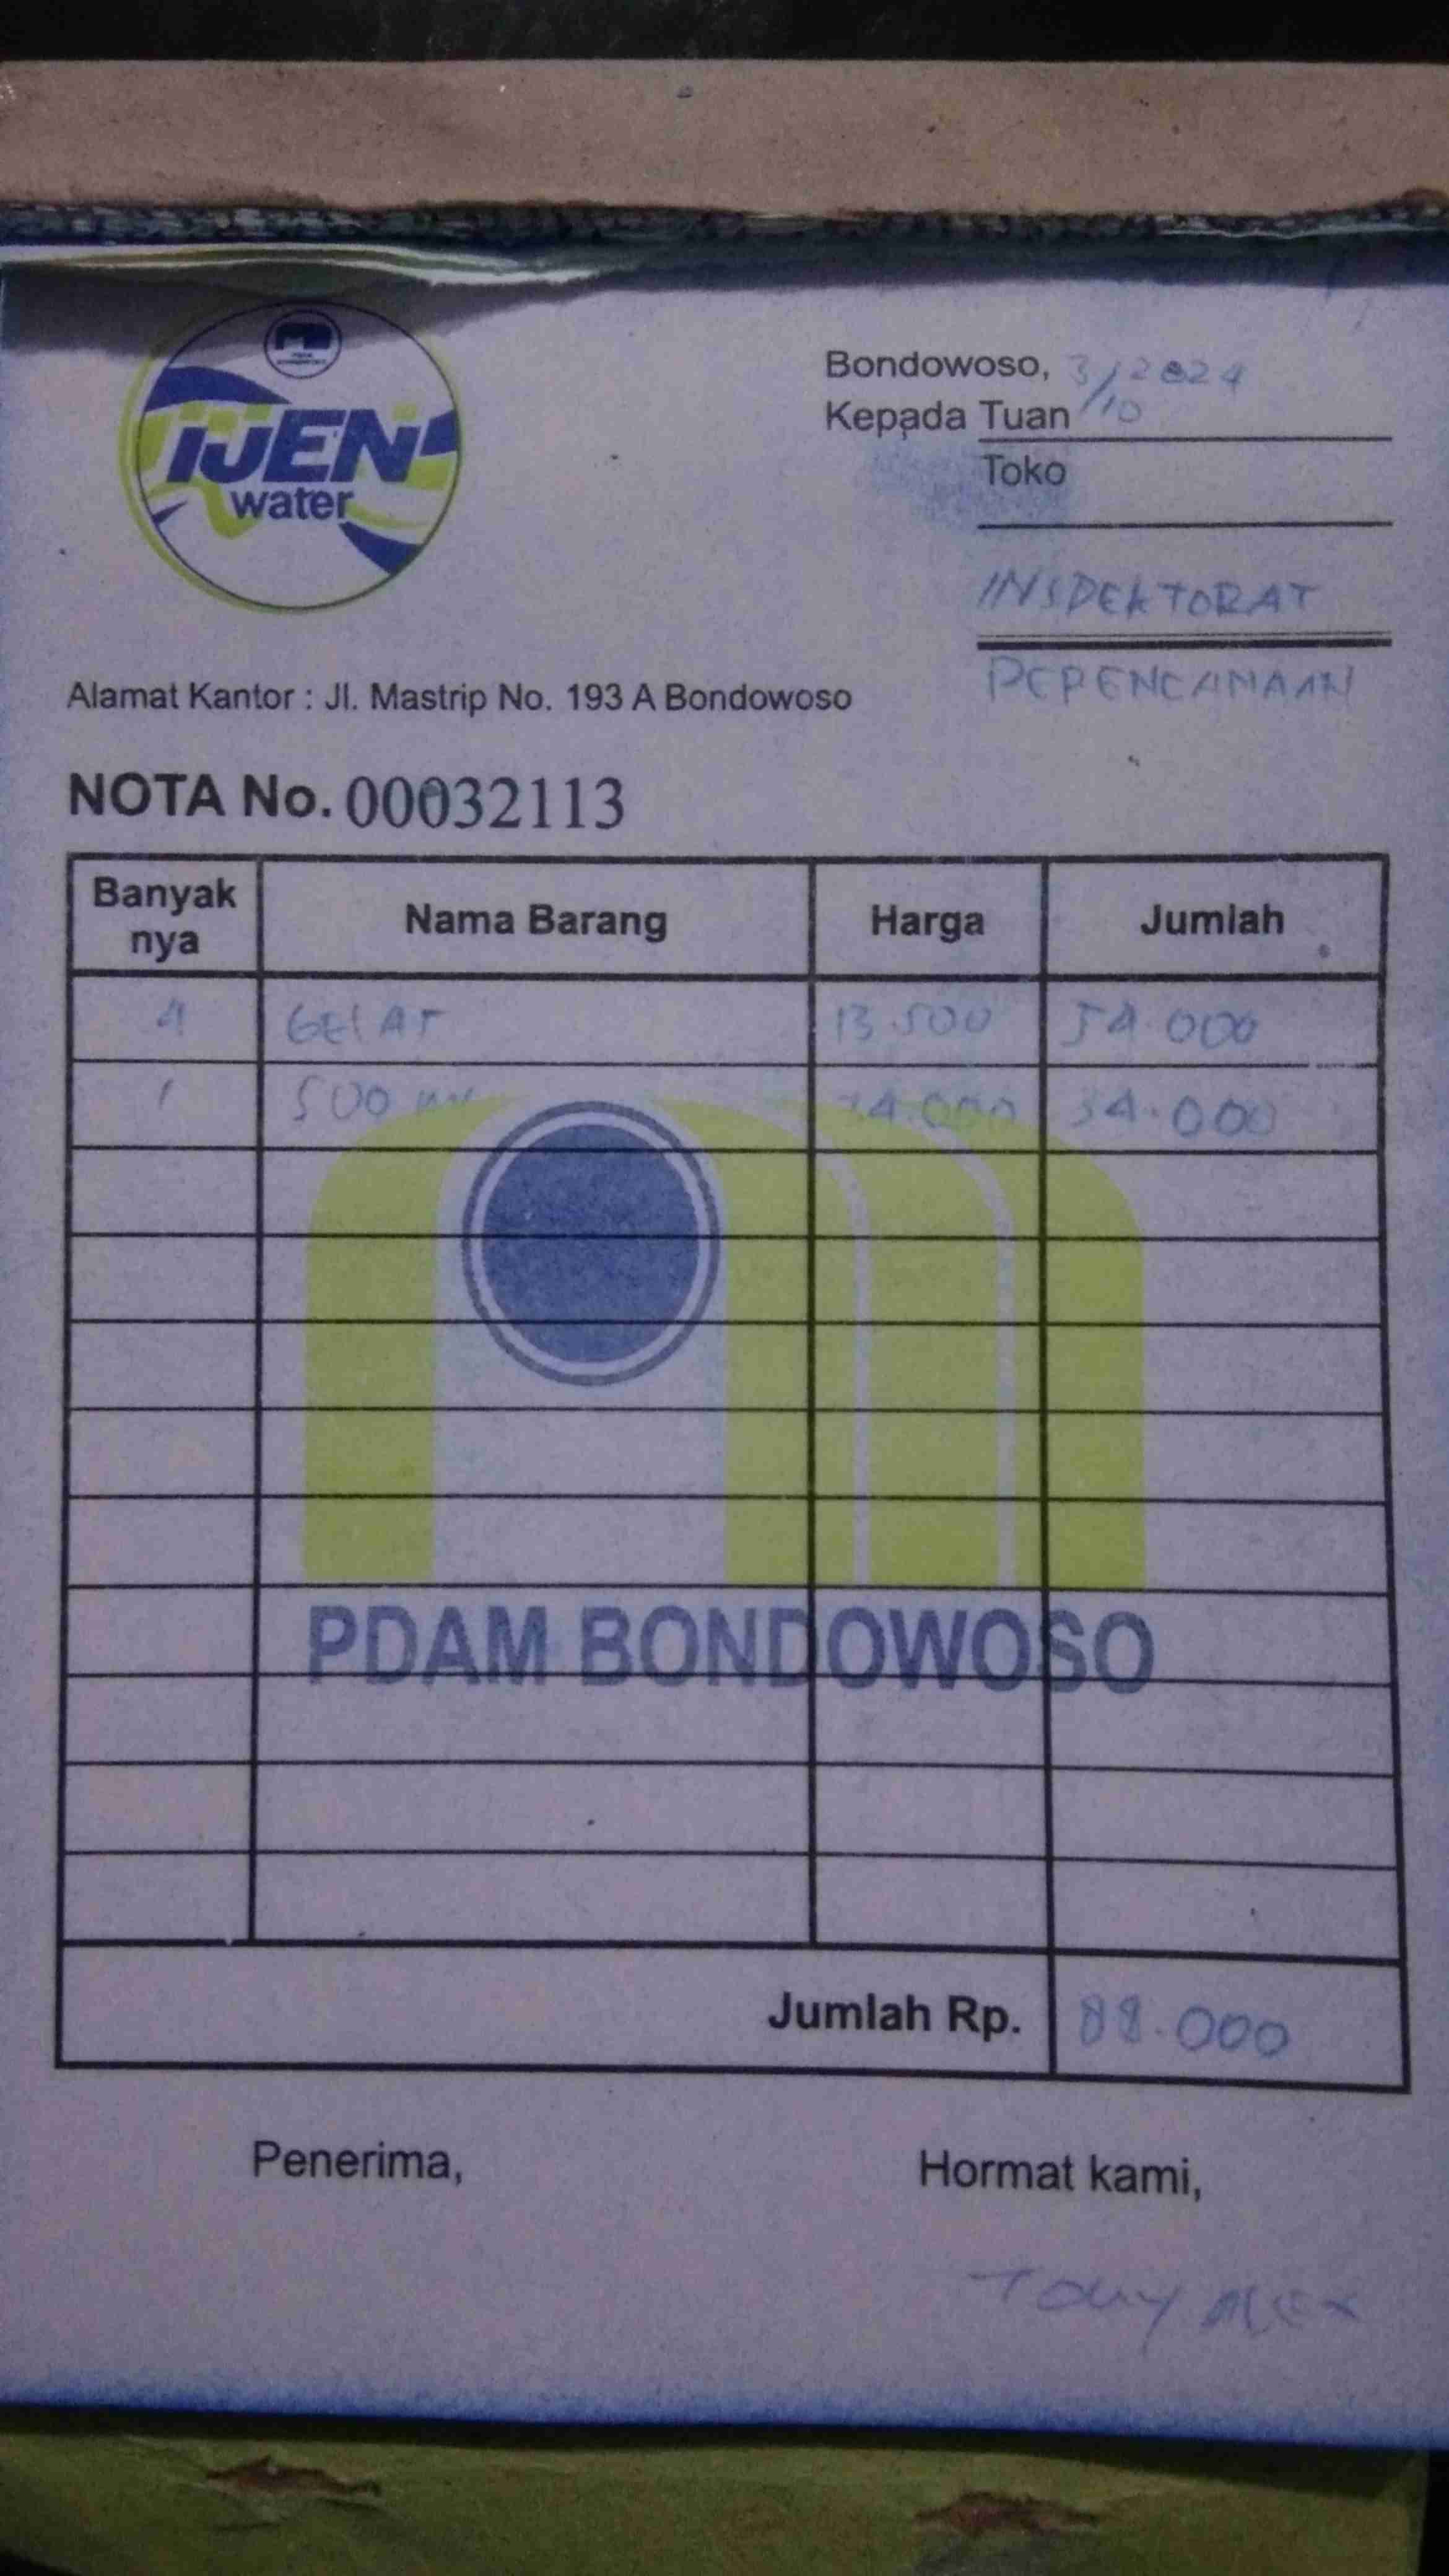 IJEN
water
Bondowoso, 3/10 2024
Kepada Tuan
Toko
INSPEKTORAT
PERENCANAAN
Alamat Kantor : Jl. Mastrip No. 193 A Bondowoso
NOTA No. 00032113
Banyak nya Nama Barang Harga Jumlah
4 GELAS 13.500 54.000
1 500 ml 34.000 34.000
PDAM BONDOWOSO
Jumlah Rp. 88.000
Penerima, Hormat kami,
Tony